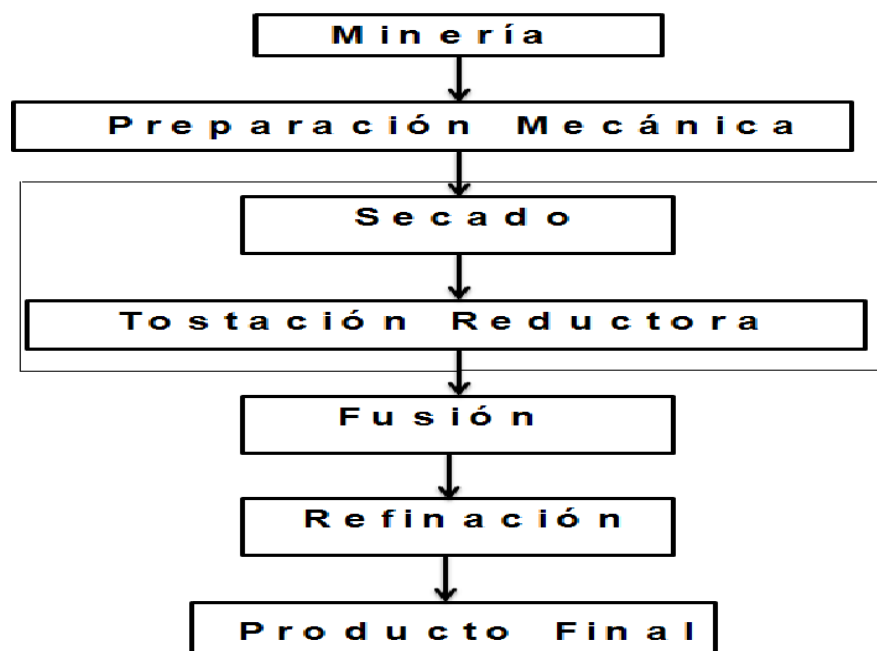 Minería
Preparación Mecánica
Secado
Tostación Reductora
Fusión
Refinación
Producto Final